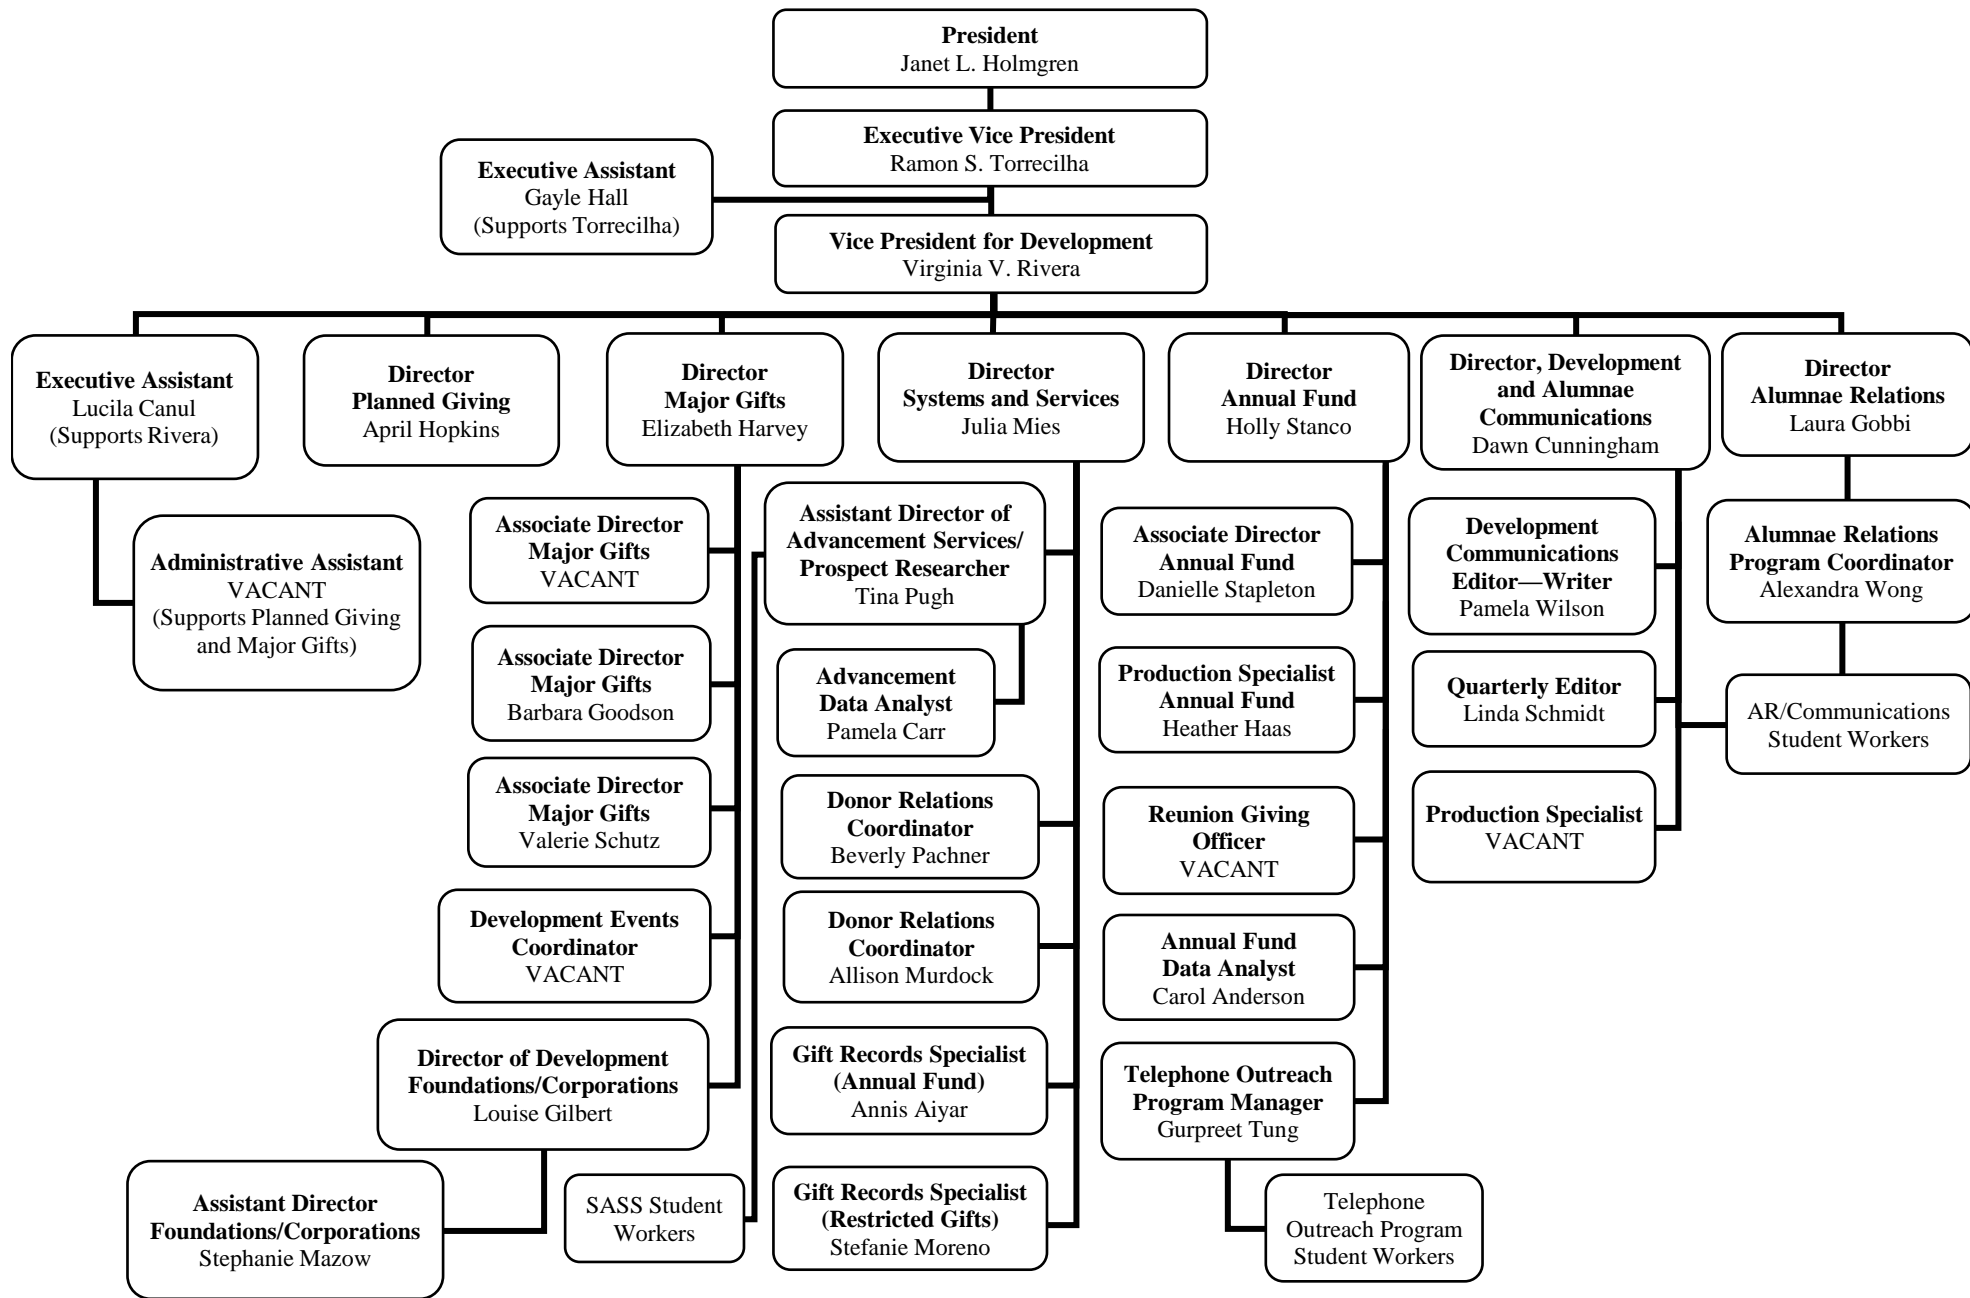 President
Janet L. Holmgren
Executive Vice President
Ramon S. Torrecilha
Executive Assistant
Gayle Hall
(Supports Torrecilha)
Vice President for Development
Virginia V. Rivera
Executive Assistant
Lucila Canul
(Supports Rivera)
Director
Planned Giving
April Hopkins
Director
Major Gifts
Elizabeth Harvey
Director
Systems and Services
Julia Mies
Director
Annual Fund
Holly Stanco
Director, Development
and Alumnae
Communications
Dawn Cunningham
Director
Alumnae Relations
Laura Gobbi
Administrative Assistant
VACANT
(Supports Planned Giving
and Major Gifts)
Associate Director
Major Gifts
VACANT
Associate Director
Major Gifts
Barbara Goodson
Associate Director
Major Gifts
Valerie Schutz
Development Events
Coordinator
VACANT
Director of Development
Foundations/Corporations
Louise Gilbert
Assistant Director
Foundations/Corporations
Stephanie Mazow
Assistant Director of
Advancement Services/
Prospect Researcher
Tina Pugh
Advancement
Data Analyst
Pamela Carr
Donor Relations
Coordinator
Beverly Pachner
Donor Relations
Coordinator
Allison Murdock
Gift Records Specialist
(Annual Fund)
Annis Aiyar
Gift Records Specialist
(Restricted Gifts)
Stefanie Moreno
SASS Student
Workers
Associate Director
Annual Fund
Danielle Stapleton
Production Specialist
Annual Fund
Heather Haas
Reunion Giving
Officer
VACANT
Annual Fund
Data Analyst
Carol Anderson
Telephone Outreach
Program Manager
Gurpreet Tung
Telephone
Outreach Program
Student Workers
Development
Communications
Editor—Writer
Pamela Wilson
Quarterly Editor
Linda Schmidt
Production Specialist
VACANT
Alumnae Relations
Program Coordinator
Alexandra Wong
AR/Communications
Student Workers